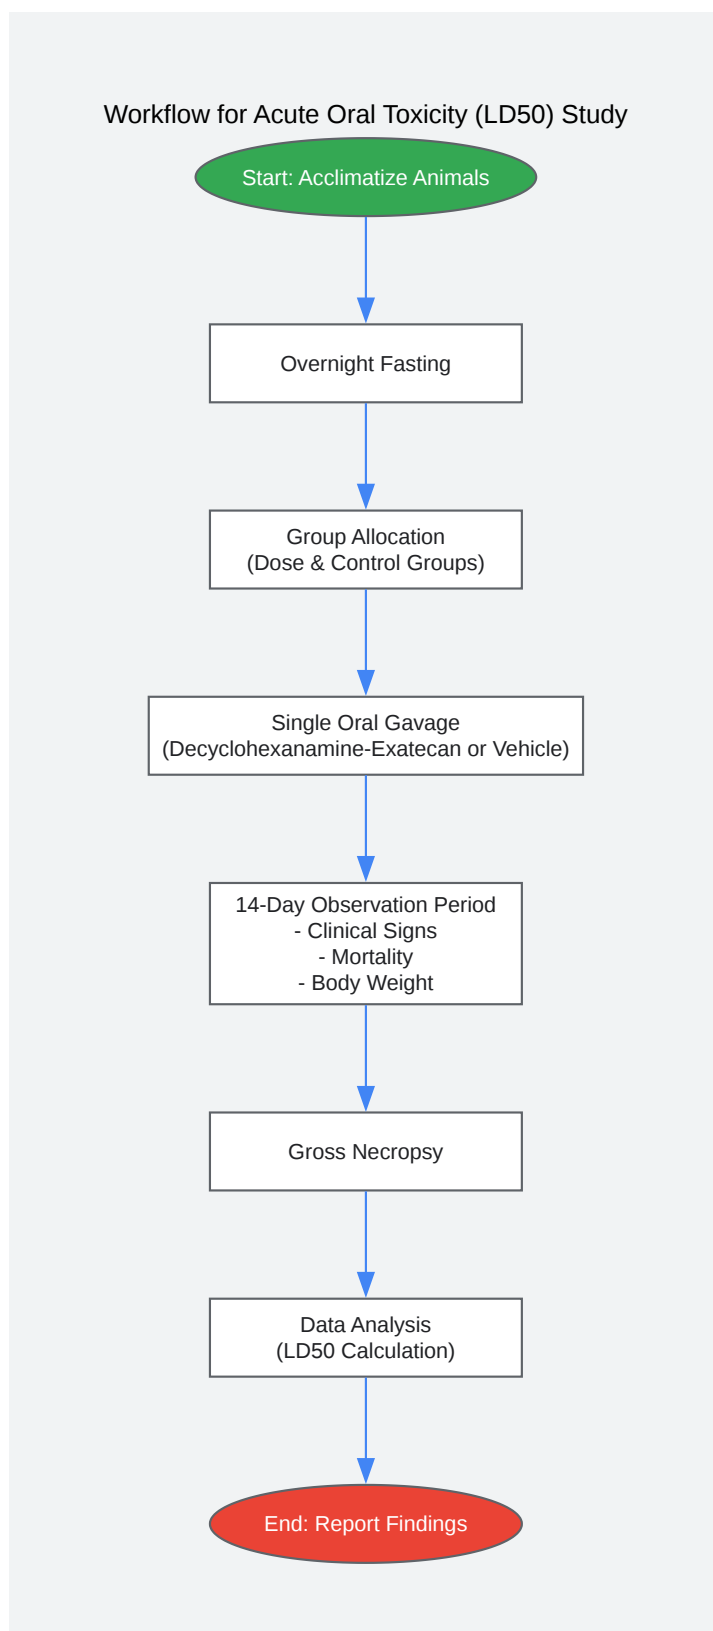 Workflow for Acute Oral Toxicity (LD50) Study
Start: Acclimatize Animals
Overnight Fasting
Group Allocation
(Dose & Control Groups)
Single Oral Gavage
(Decyclohexanamine-Exatecan or Vehicle)
14-Day Observation Period
- Clinical Signs
- Mortality
- Body Weight
Gross Necropsy
Data Analysis
(LD50 Calculation)
End: Report Findings